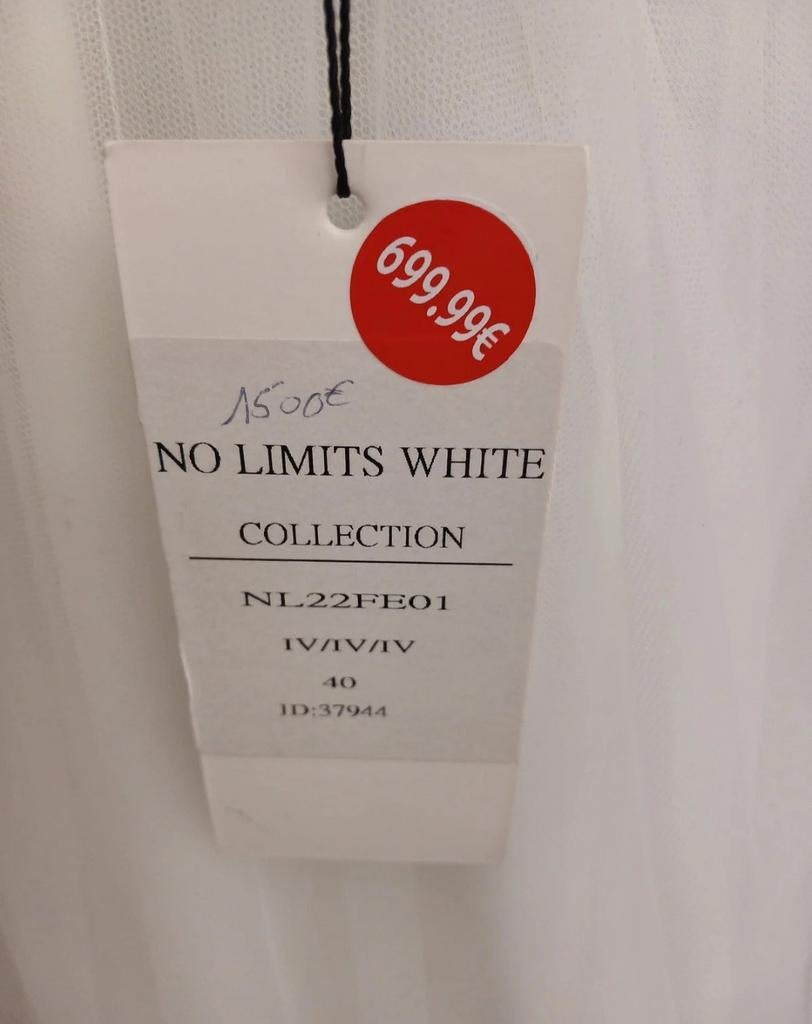 699.99€
1500€
NO LIMITS WHITE
COLLECTION
NL22FE01
IV/IV/IV
40
ID:37944